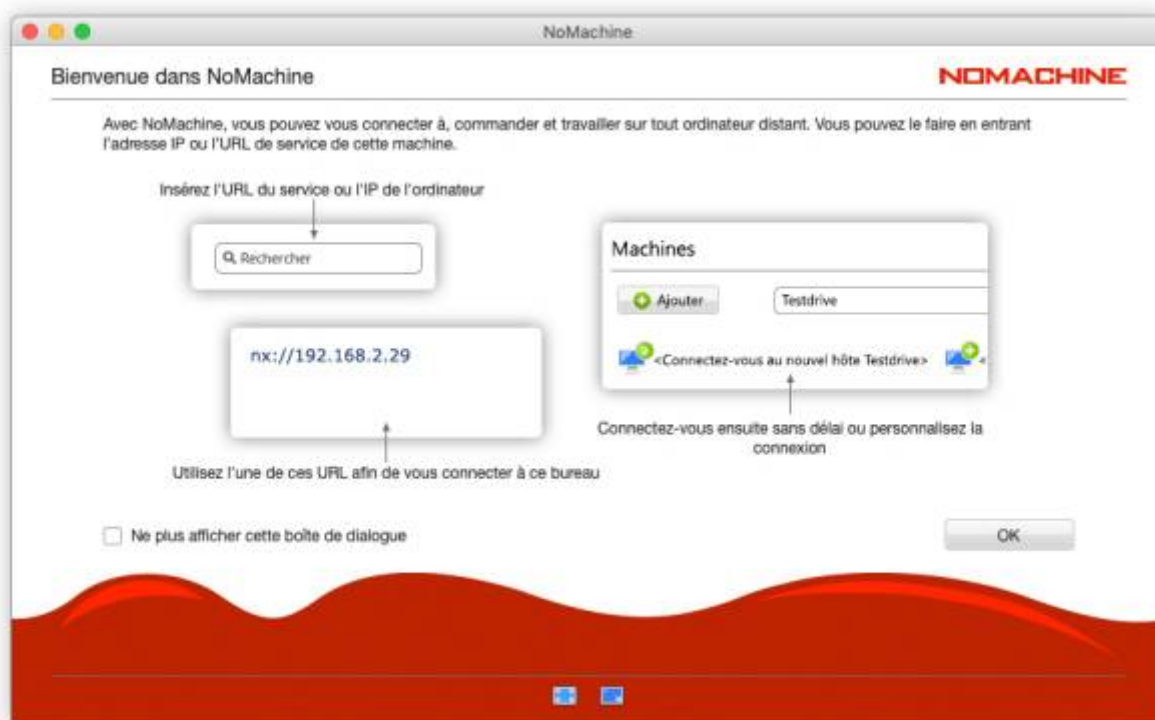 NoMachine
Bienvenue dans NoMachine
NOMACHINE
Avec NoMachine, vous pouvez vous connecter à, commander et travailler sur tout ordinateur distant. Vous pouvez le faire en entrant
l'adresse IP ou l'URL de service de cette machine.
Insérez l'URL du service ou l'IP de l'ordinateur
Rechercher
nx://192.168.2.29
Utilisez l'une de ces URL afin de vous connecter à ce bureau
Machines
Ajouter
Testdrive
<Connectez-vous au nouvel hôte Testdrive>
<
Connectez-vous ensuite sans délai ou personnalisez la
connexion
Ne plus afficher cette boîte de dialogue
OK